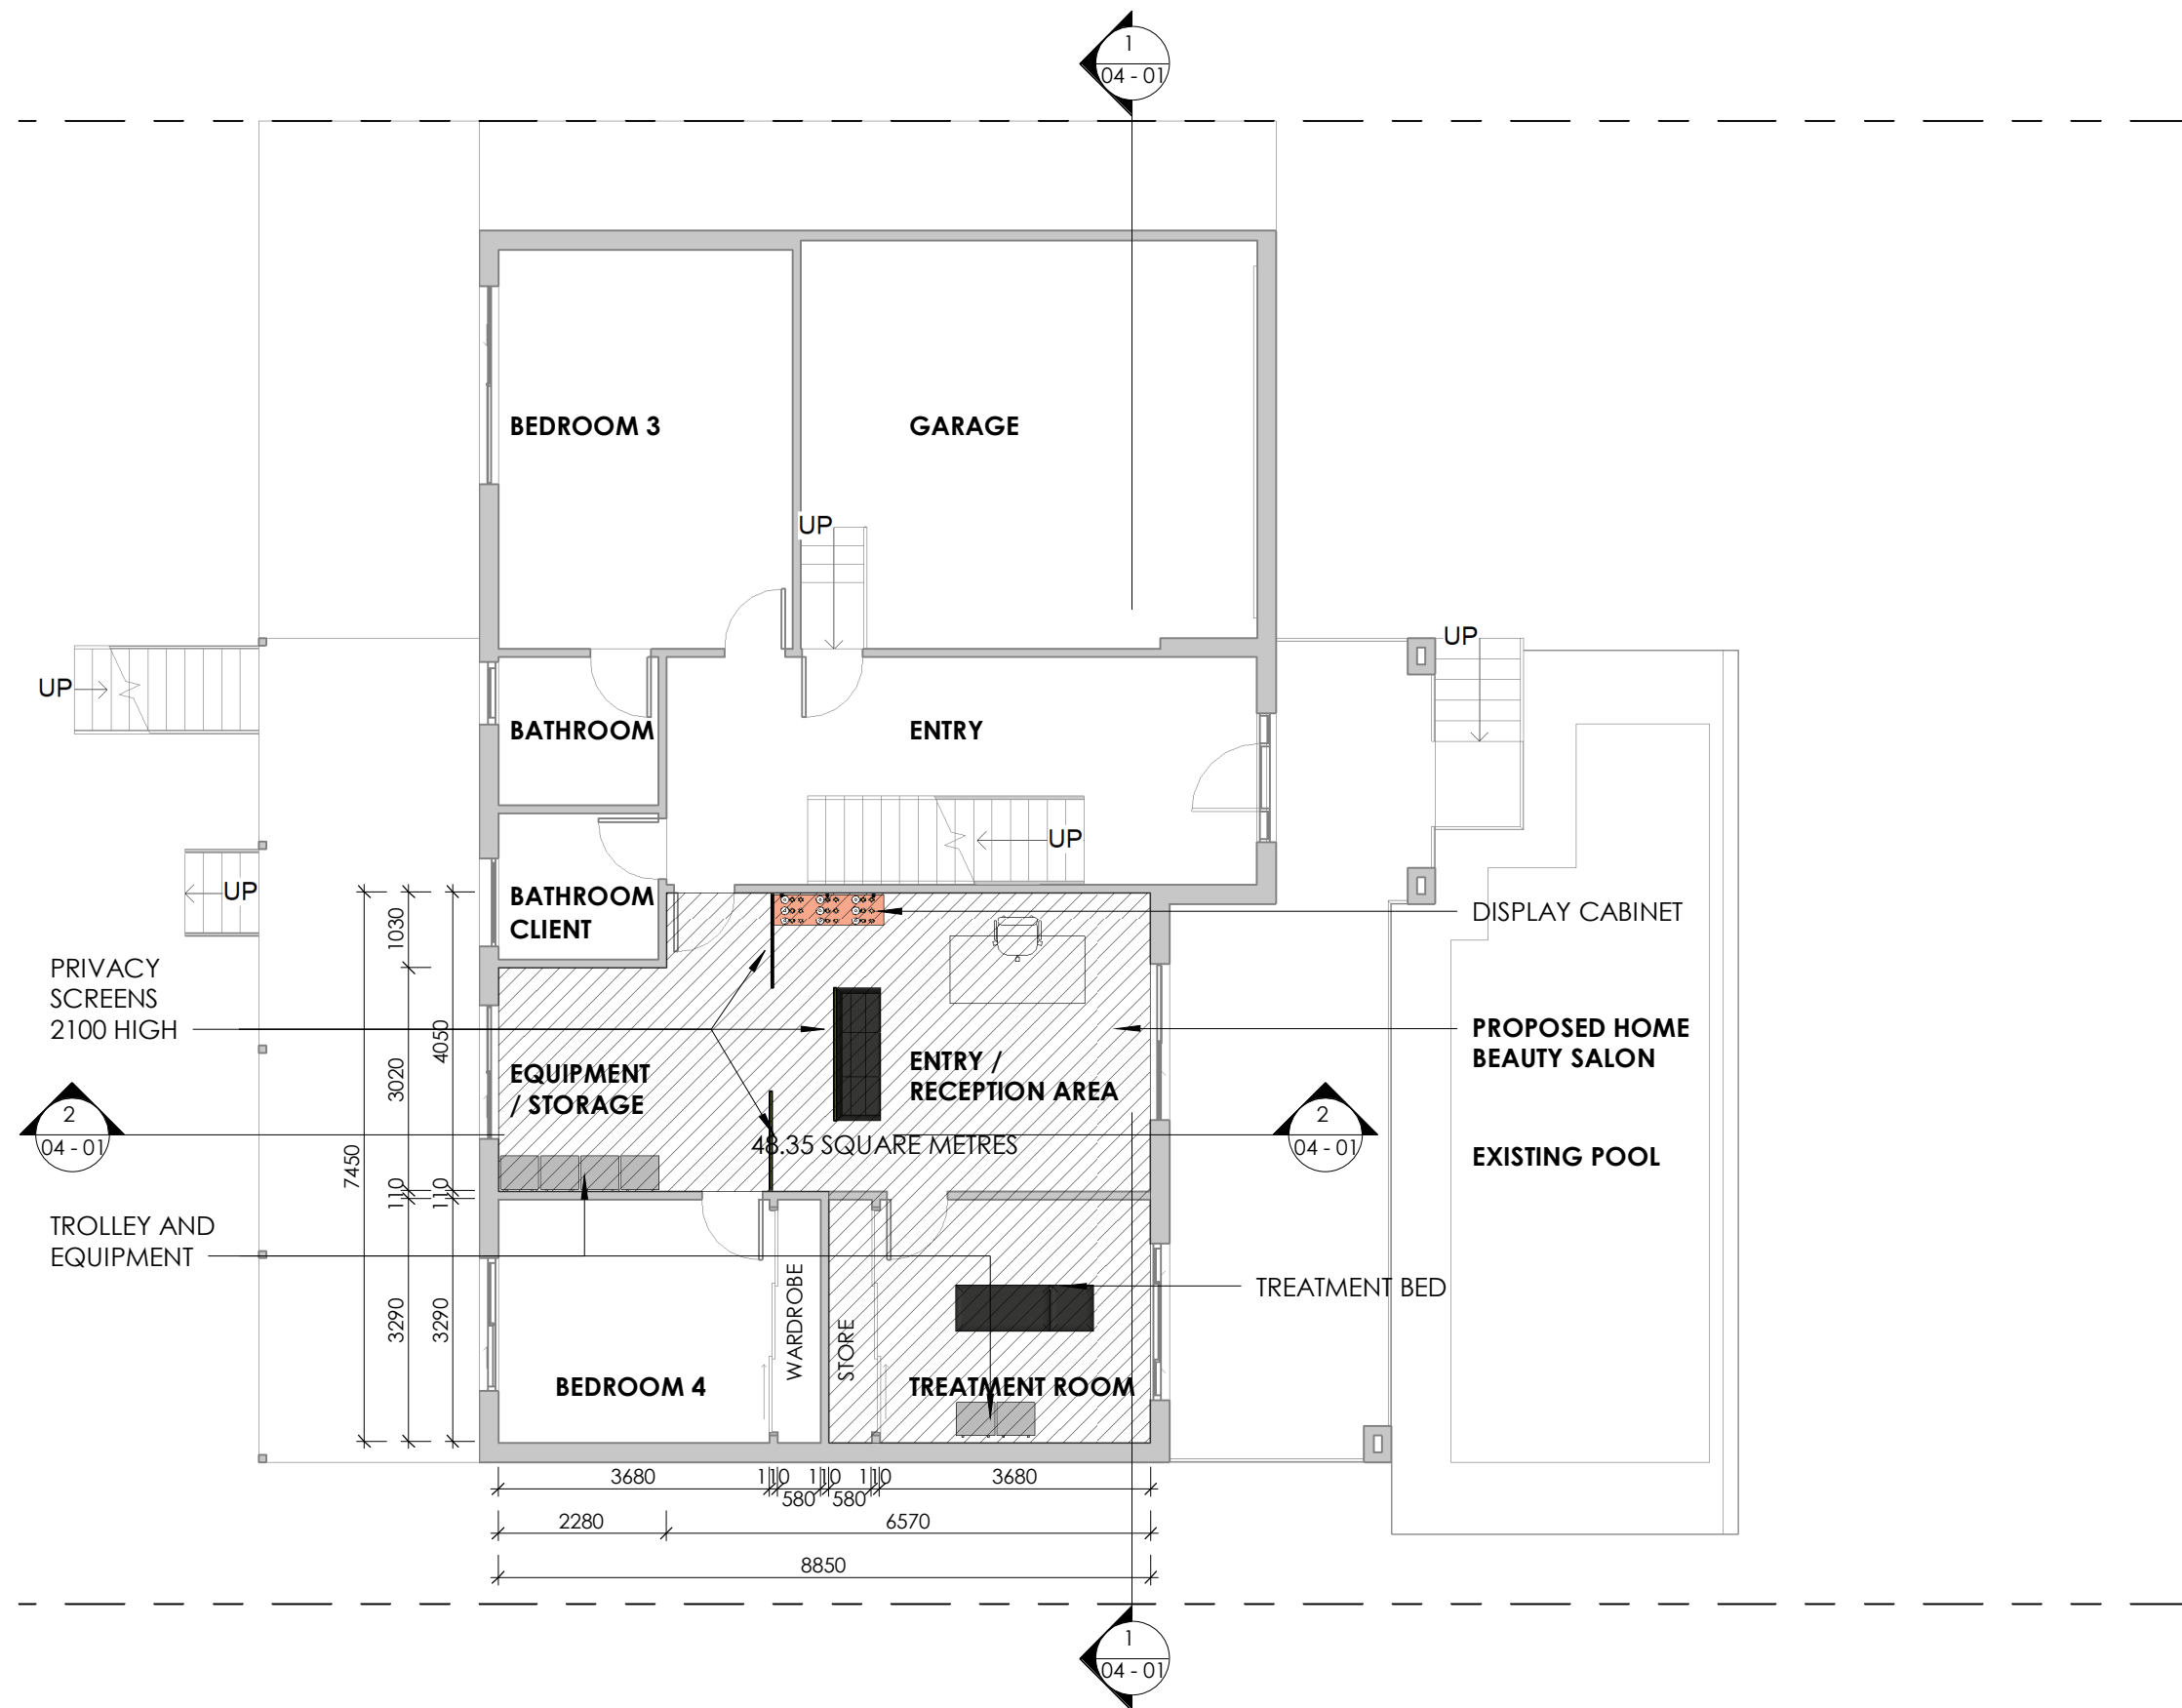 1
04 - 01
BEDROOM 3
GARAGE
UP
UP
UP
BATHROOM
ENTRY
UP
UP
BATHROOM
CLIENT
DISPLAY CABINET
PRIVACY
SCREENS
2100 HIGH
PROPOSED HOME
BEAUTY SALON
EQUIPMENT
/ STORAGE
ENTRY /
RECEPTION AREA
48.35 SQUARE METRES
EXISTING POOL
2
04 - 01
2
04 - 01
7450
1030
3020
110
3290
4050
110
3290
TROLLEY AND
EQUIPMENT
TREATMENT BED
WARDROBE
STORE
BEDROOM 4
TREATMENT ROOM
3680
110
580
110
580
110
3680
2280
6570
8850
1
04 - 01